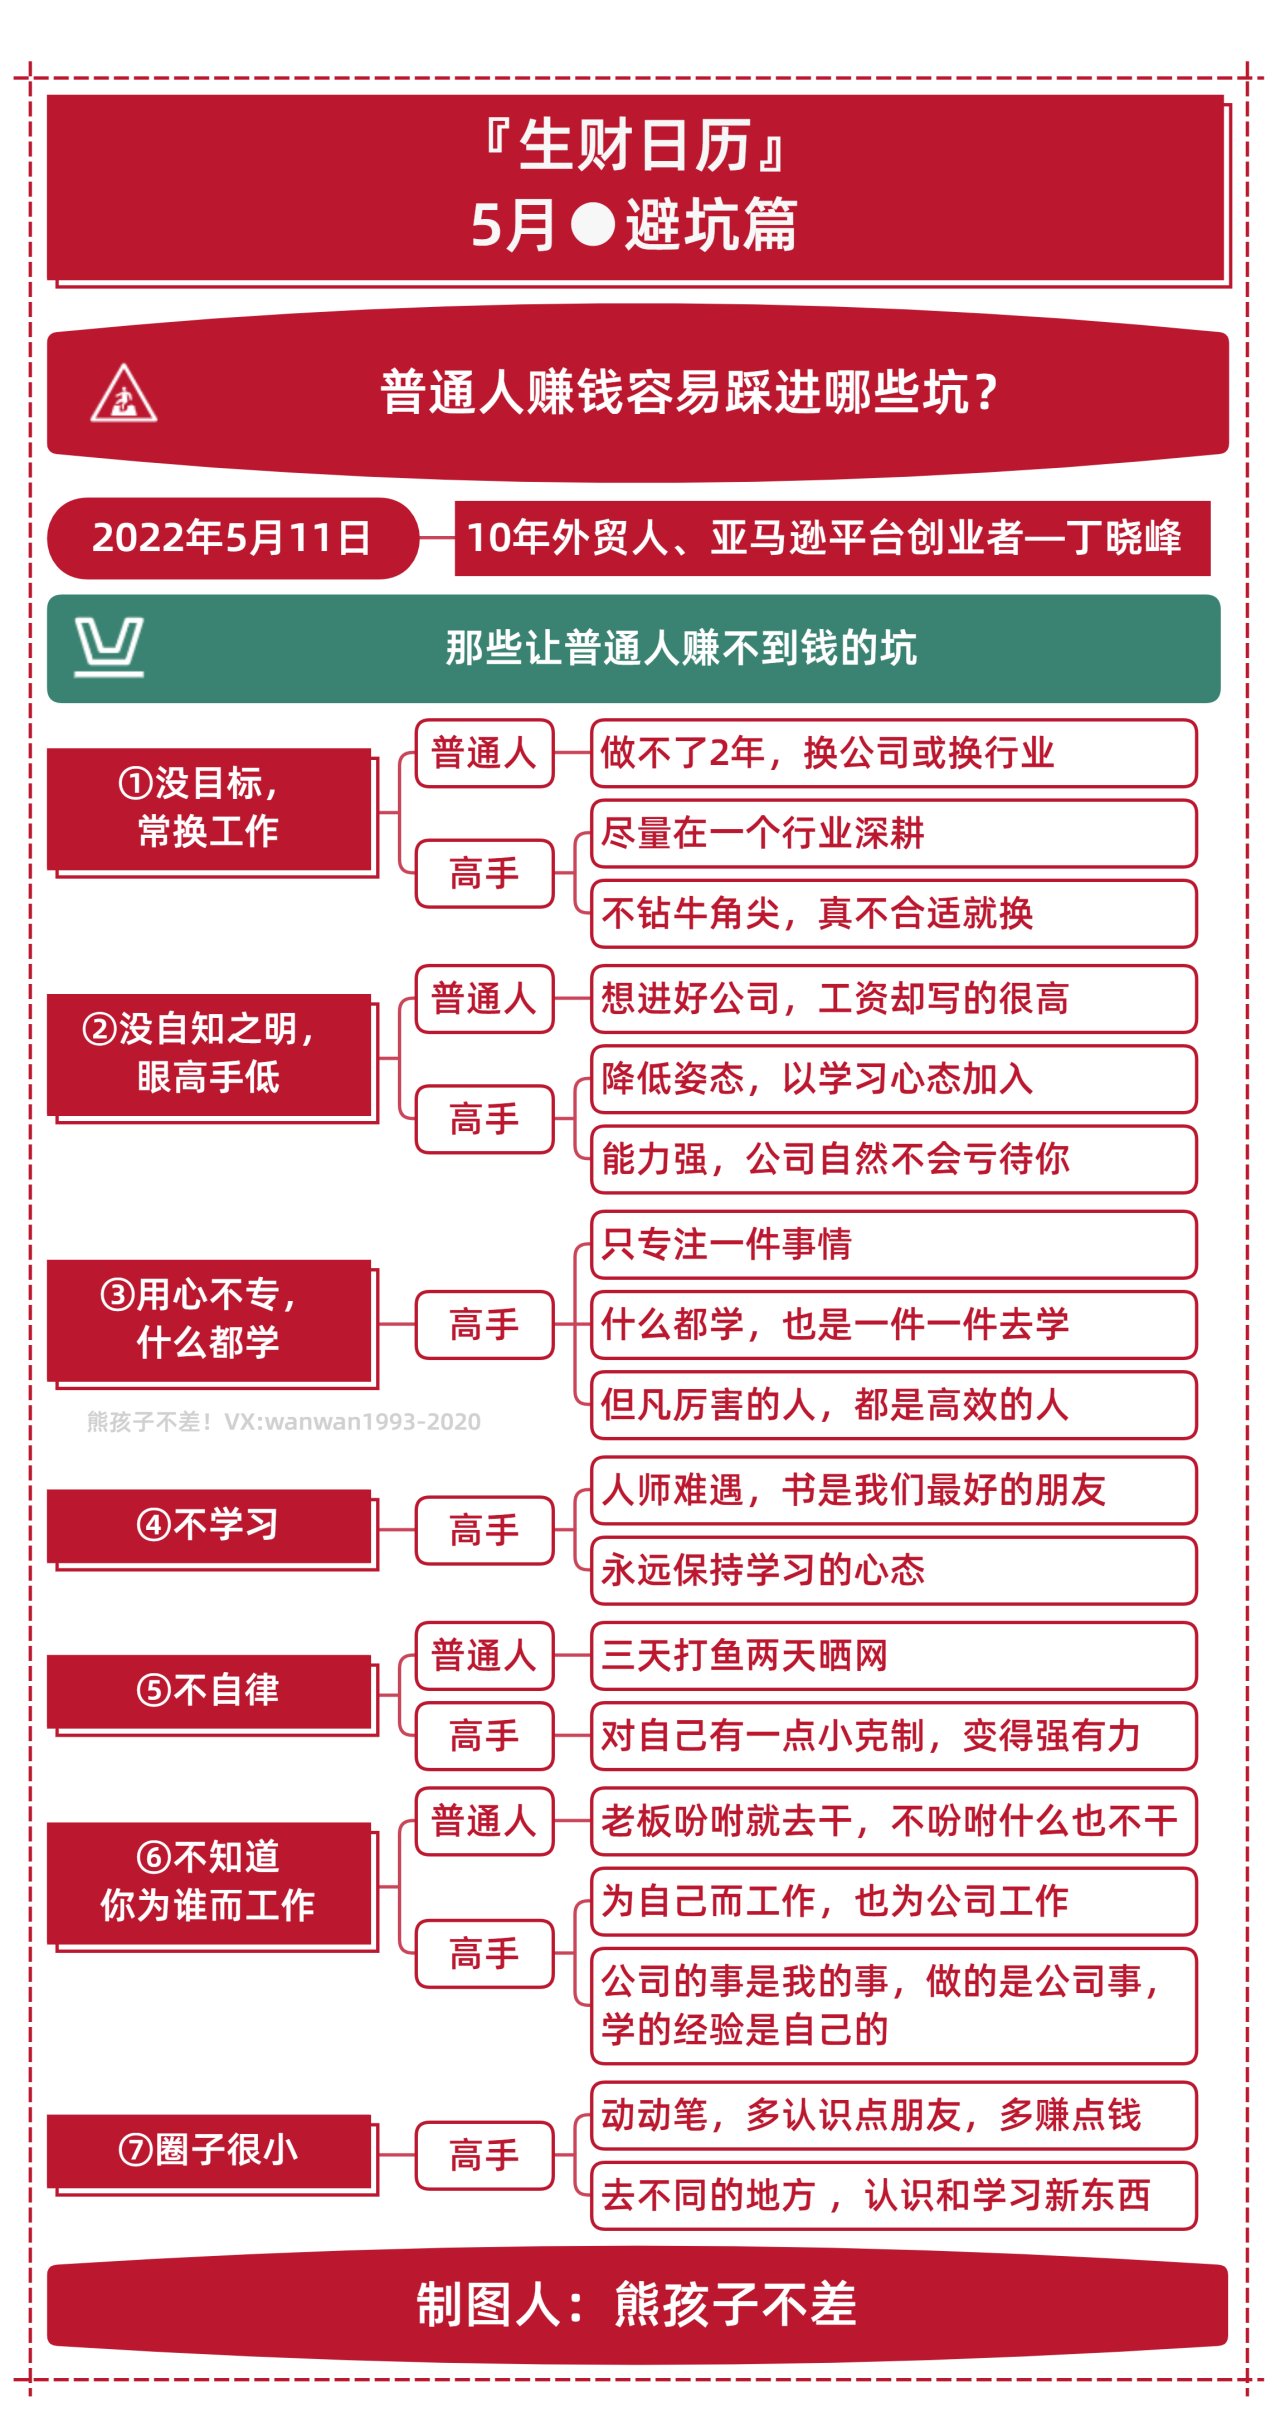 『生财日历』
5月●避坑篇
普通人赚钱容易踩进哪些坑？
2022年5月11日
10年外贸人、亚马逊平台创业者—丁晓峰
那些让普通人赚不到钱的坑
①没目标，
常换工作
普通人
做不了2年，换公司或换行业
高手
尽量在一个行业深耕
不钻牛角尖，真不合适就换
②没自知之明，
眼高手低
普通人
想进好公司，工资却写的很高
高手
降低姿态，以学习心态加入
能力强，公司自然不会亏待你
③用心不专，
什么都学
高手
只专注一件事情
什么都学，也是一件一件去学
但凡厉害的人，都是高效的人
熊孩子不差！VX:wanwan1993-2020
④不学习
高手
人师难遇，书是我们最好的朋友
永远保持学习的心态
⑤不自律
普通人
三天打鱼两天晒网
高手
对自己有一点小克制，变得强有力
⑥不知道
你为谁而工作
普通人
老板吩咐就去干，不吩咐什么也不干
高手
为自己而工作，也为公司工作
公司的事是我的事，做的是公司事，
学的经验是自己的
⑦圈子很小
高手
动动笔，多认识点朋友，多赚点钱
去不同的地方 ，认识和学习新东西
制图人：熊孩子不差